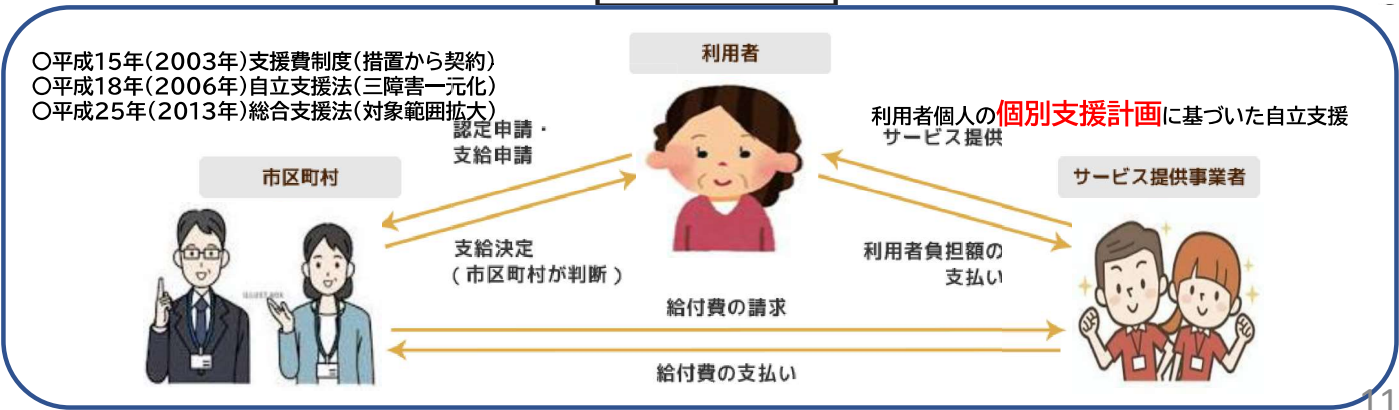 〇平成15年(2003年)支援費制度(措置から契約)
〇平成18年(2006年)自立支援法(三障害一元化)
〇平成25年(2013年)総合支援法(対象範囲拡大)
利用者
利用者個人の個別支援計画に基づいた自立支援
認定申請・
支給申請
サービス提供
市区町村
サービス提供事業者
支給決定
(市区町村が判断)
利用者負担額の
支払い
給付費の請求
給付費の支払い
11